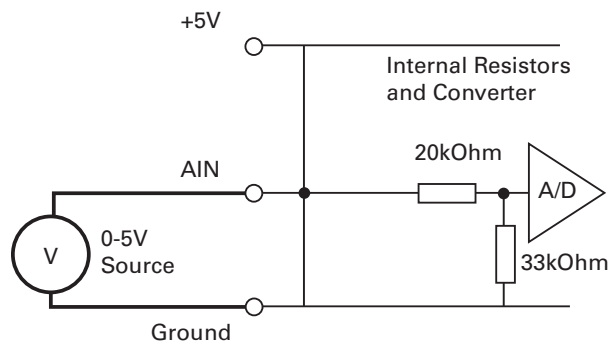 +5V
Internal Resistors
and Converter
20kOhm
AIN
A/D
0-5V
V
Source
33kOhm
Ground